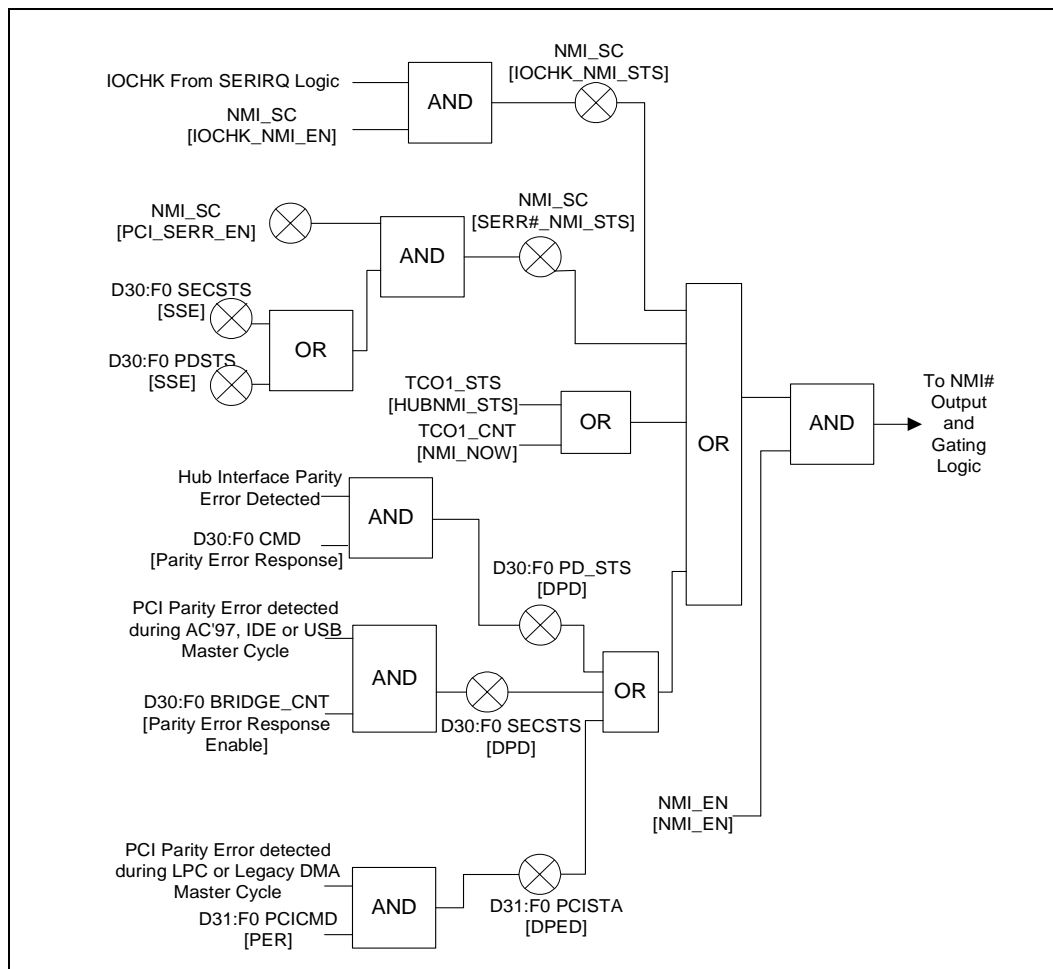 NMI_SC
[IOCHK_NMI_STS]
IOCHK From SERIRQ Logic
AND
NMI_SC
[IOCHK_NMI_EN]
NMI_SC
[PCI_SERR_EN]
NMI_SC
[SERR#_NMI_STS]
AND
D30:F0 SECSTS
[SSE]
OR
D30:F0 PDSTS
[SSE]
TCO1_STS
[HUBNMI_STS]
OR
TCO1_CNT
[NMI_NOW]
OR
AND
To NMI#
Output
and
Gating
Logic
Hub Interface Parity
Error Detected
AND
D30:F0 CMD
[Parity Error Response]
D30:F0 PD_STS
[DPD]
PCI Parity Error detected
during AC'97, IDE or USB
Master Cycle
AND
OR
D30:F0 BRIDGE_CNT
[Parity Error Response
Enable]
D30:F0 SECSTS
[DPD]
NMI_EN
[NMI_EN]
PCI Parity Error detected
during LPC or Legacy DMA
Master Cycle
AND
D31:F0 PCICMD
[PER]
D31:F0 PCISTA
[DPED]